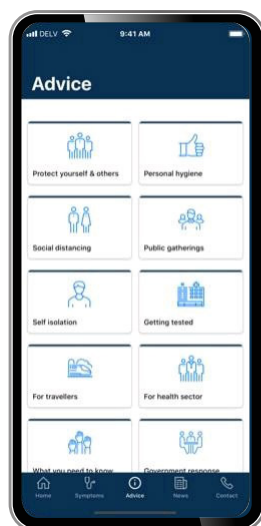 DELV 9:41 AM
Advice
Protect yourself & others Personal hygiene
Social distancing Public gatherings
Self isolation Getting tested
For travellers For health sector
What you need to know Government response
Home Symptoms Advice News Contact